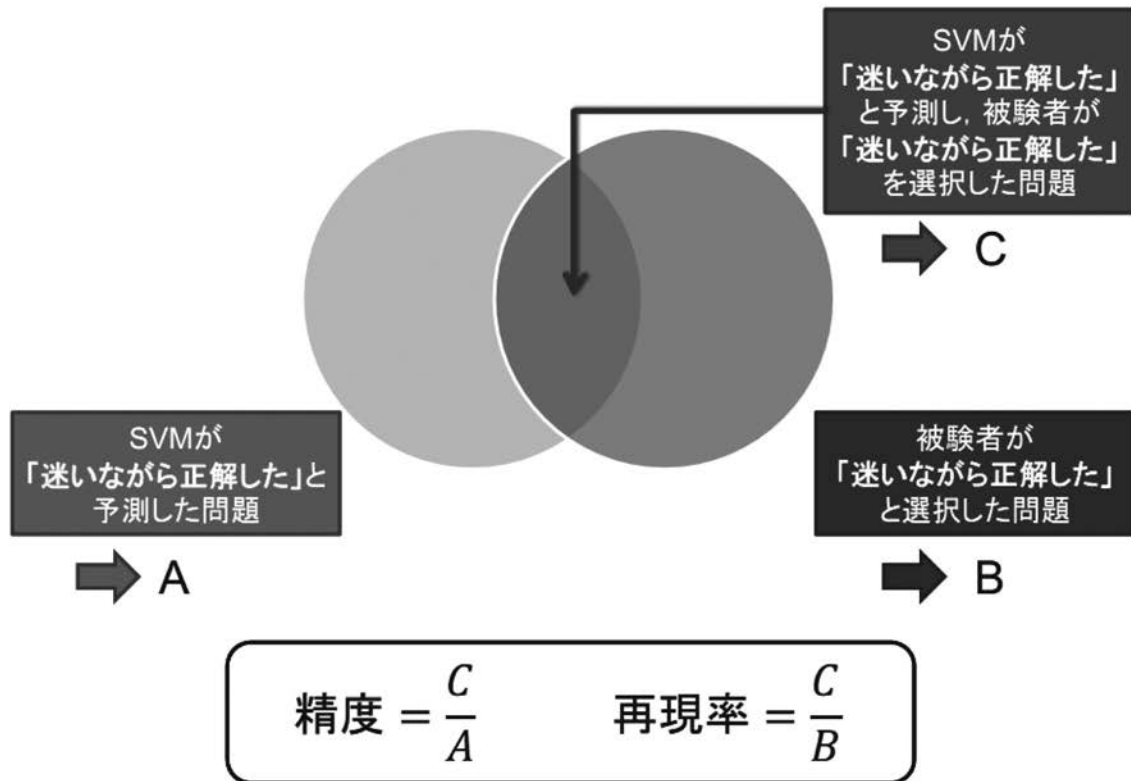 SVMが
「迷いながら正解した」
と予測し, 被験者が
「迷いながら正解した」
を選択した問題
C
SVMが
「迷いながら正解した」と
予測した問題
A
被験者が
「迷いながら正解した」
と選択した問題
B
精度 = C/A 再現率 = C/B